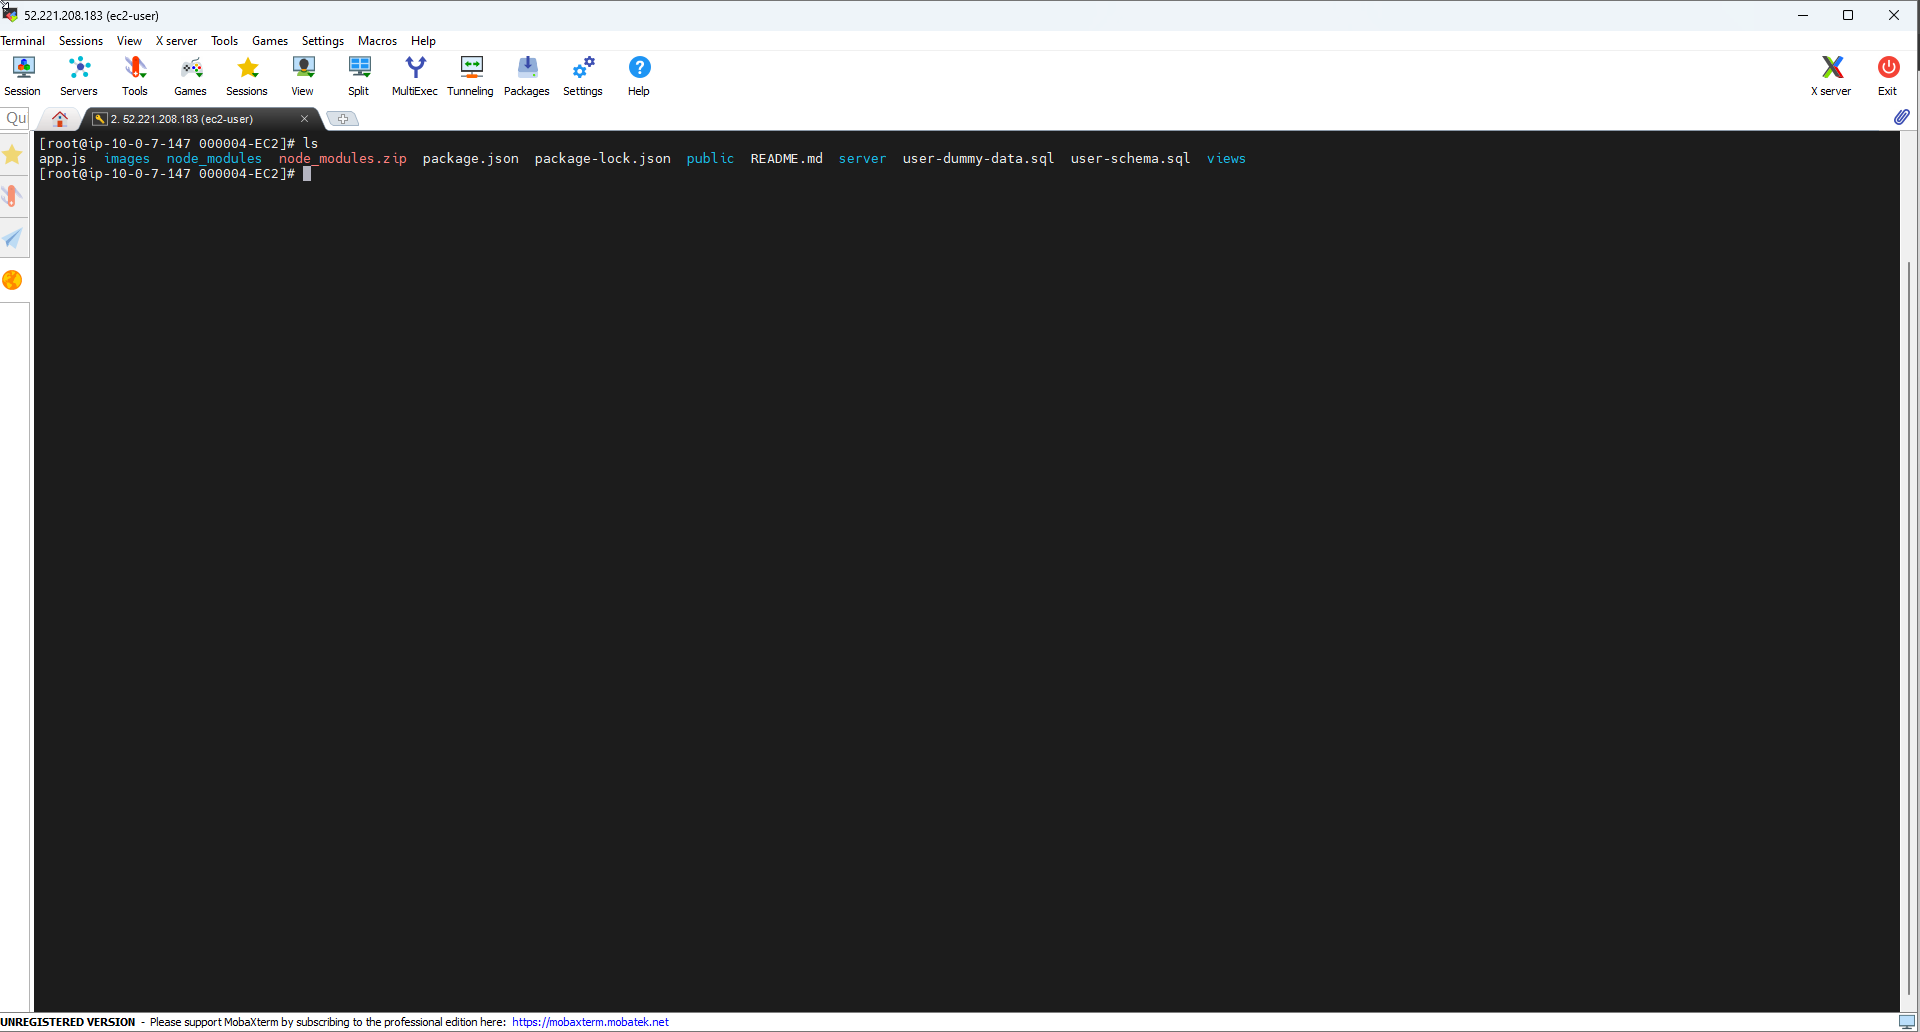 52.221.208.183 (ec2-user)
Terminal Sessions View X server Tools Games Settings Macros Help
Session Servers Tools Games Sessions View Split MultiExec Tunneling Packages Settings Help X server Exit
Qu 2. 52.221.208.183 (ec2-user)
[root@ip-10-0-7-147 000004-EC2]# ls
app.js images node_modules node_modules.zip package.json package-lock.json public README.md server user-dummy-data.sql user-schema.sql views
[root@ip-10-0-7-147 000004-EC2]#
UNREGISTERED VERSION - Please support MobaXterm by subscribing to the professional edition here: https://mobaxterm.mobatek.net